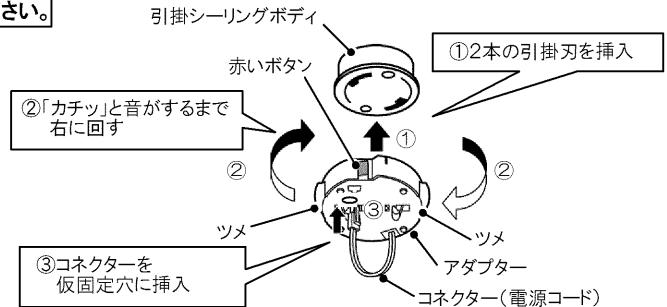 さい。
引掛シーリングボディ
①2本の引掛刃を挿入
赤いボタン
②「カチッ」と音がするまで
右に回す
①
②
②
③
ツメ
ツメ
③コネクターを
仮固定穴に挿入
アダプター
コネクター（電源コード）